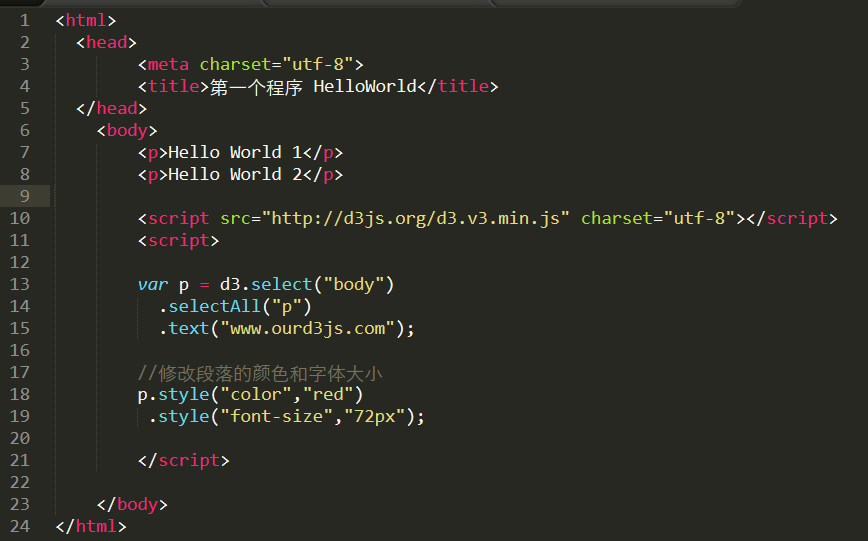 1 <html>
2 <head>
3 <meta charset="utf-8">
4 <title>第一个程序 HelloWorld</title>
5 </head>
6 <body>
7 <p>Hello World 1</p>
8 <p>Hello World 2</p>
9
10 <script src="http://d3js.org/d3.v3.min.js" charset="utf-8"></script>
11 <script>
12
13 var p = d3.select("body")
14 .selectAll("p")
15 .text("www.ourd3js.com");
16
17 //修改段落的颜色和字体大小
18 p.style("color","red")
19 .style("font-size","72px");
20
21 </script>
22
23 </body>
24 </html>